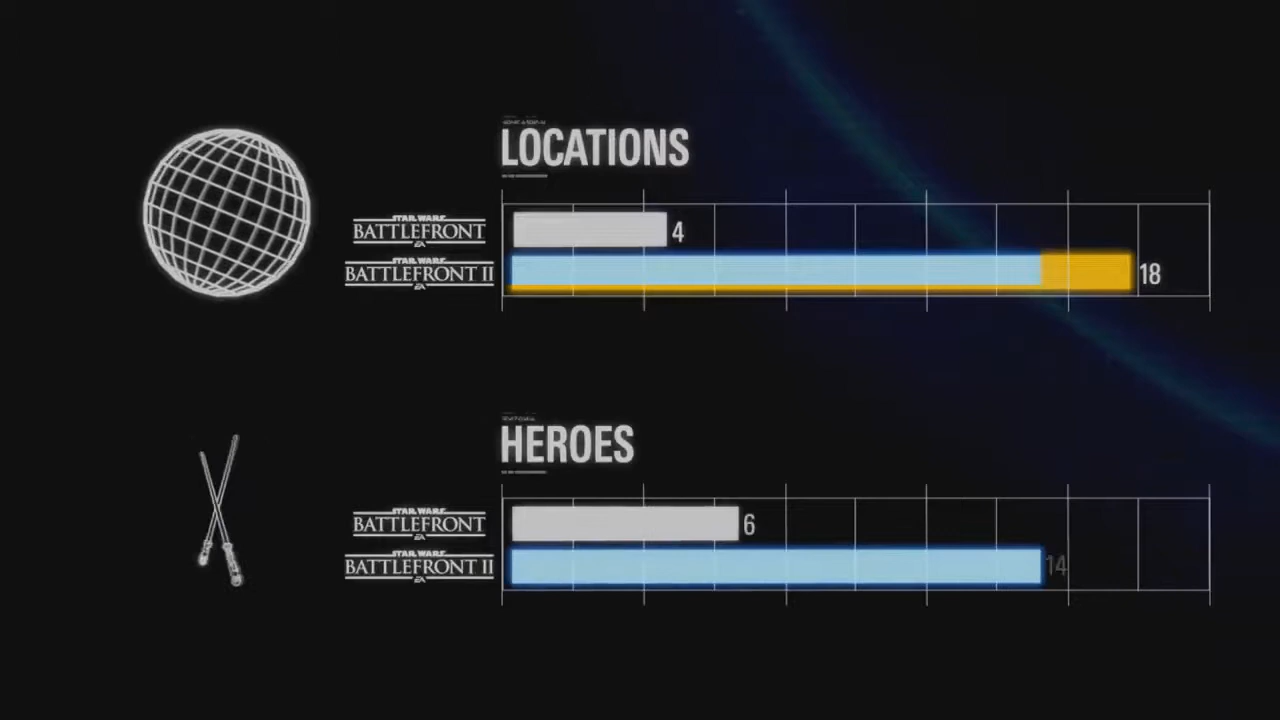 LOCATIONS
STAR WARS
BATTLEFRONT
EA
4
STAR WARS
BATTLEFRONT II
EA
18
HEROES
STAR WARS
BATTLEFRONT
EA
6
STAR WARS
BATTLEFRONT II
EA
14